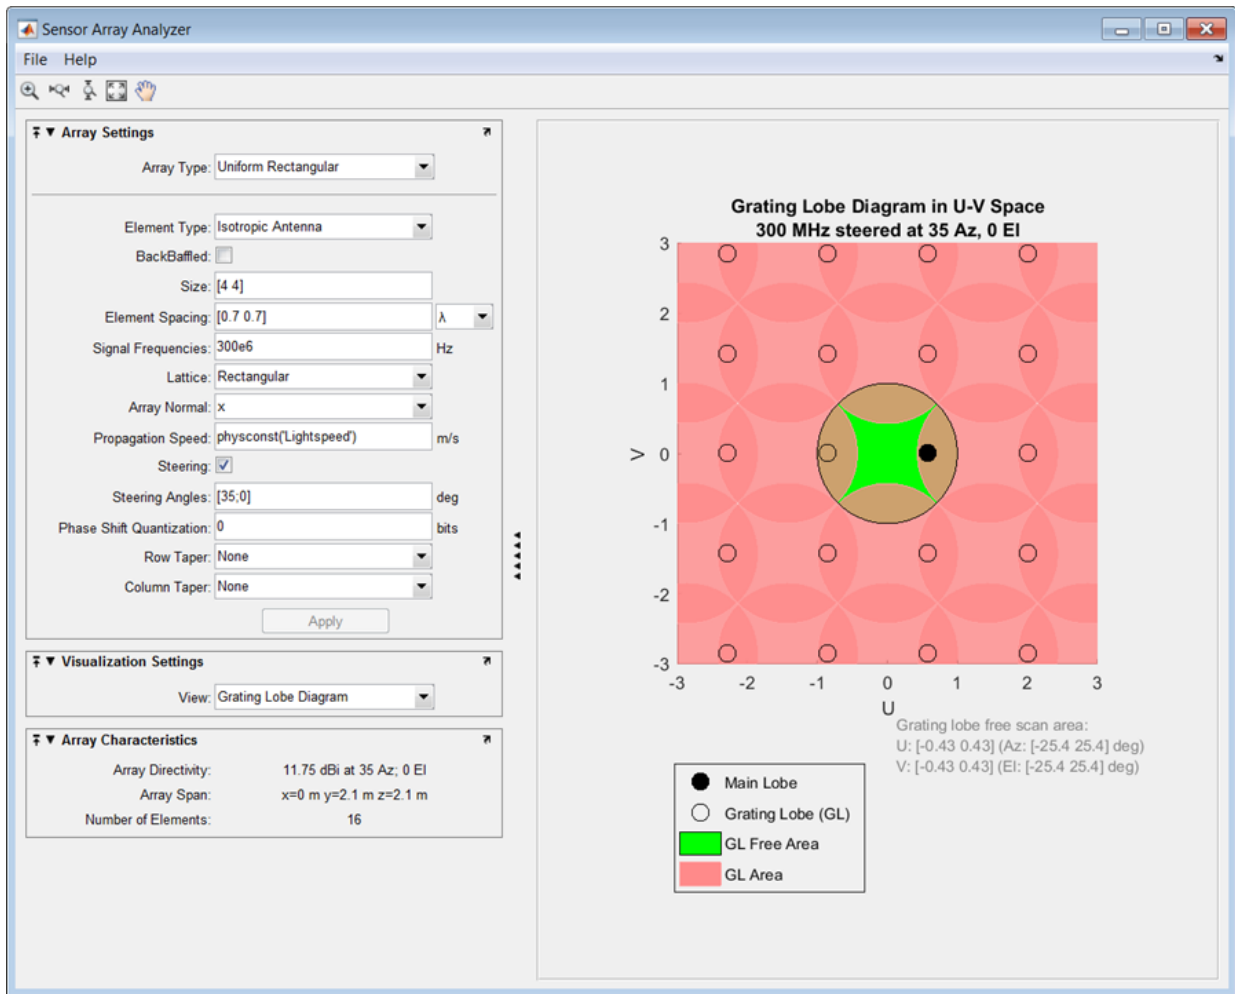 Sensor Array Analyzer
File Help
Array Settings
Array Type: Uniform Rectangular
Element Type: Isotropic Antenna
BackBaffled:
Size: [4 4]
Element Spacing: [0.7 0.7] λ
Signal Frequencies: 300e6 Hz
Lattice: Rectangular
Array Normal: x
Propagation Speed: physconst('Lightspeed') m/s
Steering:
Steering Angles: [35;0] deg
Phase Shift Quantization: 0 bits
Row Taper: None
Column Taper: None
Apply
Visualization Settings
View: Grating Lobe Diagram
Array Characteristics
Array Directivity: 11.75 dBi at 35 Az; 0 El
Array Span: x=0 m y=2.1 m z=2.1 m
Number of Elements: 16
Grating Lobe Diagram in U-V Space
300 MHz steered at 35 Az, 0 El
3
2
1
0
-1
-2
-3
V
-3 -2 -1 0 1 2 3
U
Grating lobe free scan area:
U: [-0.43 0.43] (Az: [-25.4 25.4] deg)
V: [-0.43 0.43] (El: [-25.4 25.4] deg)
Main Lobe
Grating Lobe (GL)
GL Free Area
GL Area